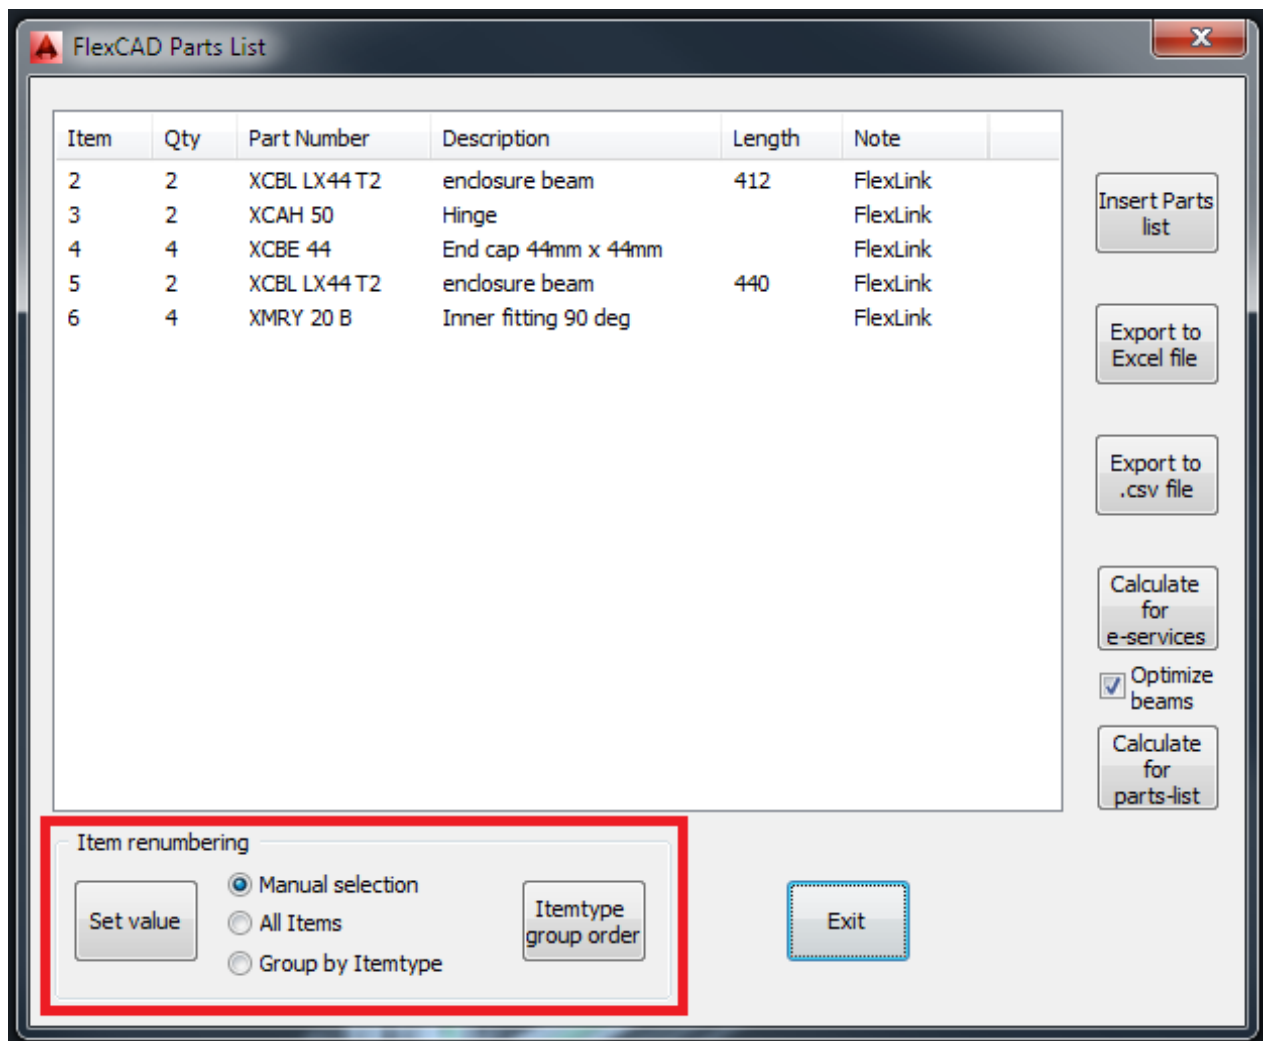 FlexCAD Parts List
Item Qty Part Number Description Length Note
2 2 XCBL LX44 T2 enclosure beam 412 FlexLink
3 2 XCAH 50 Hinge FlexLink
4 4 XCBE 44 End cap 44mm x 44mm FlexLink
5 2 XCBL LX44 T2 enclosure beam 440 FlexLink
6 4 XMRY 20 B Inner fitting 90 deg FlexLink
Insert Parts
list
Export to
Excel file
Export to
.csv file
Calculate
for
e-services
Optimize
beams
Calculate
for
parts-list
Item renumbering
Set value
Manual selection
All Items
Group by Itemtype
Itemtype
group order
Exit